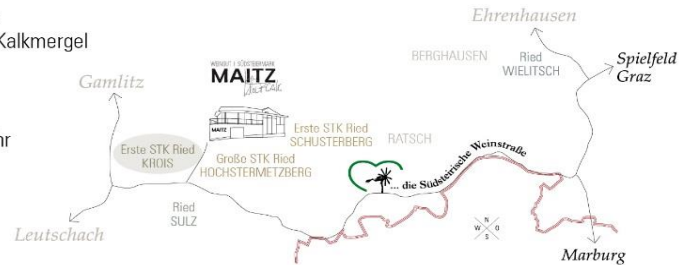 Kalkmergel
hr
Ehrenhausen
BERGHAUSEN
Ried
WIELITSCH
Spielfeld
Graz
WEINGUT I SÜDSTEIERMARK
MAITZ
Gamlitz
MAITZ
Erste STK Ried
SCHUSTERBERG
RATSCH
Erste STK Ried
KROIS
Große STK Ried
HOCHSTERMETZBERG
... die Südsteirische Weinstraße
Ried
SULZ
Leutschach
N
W O
S
Marburg